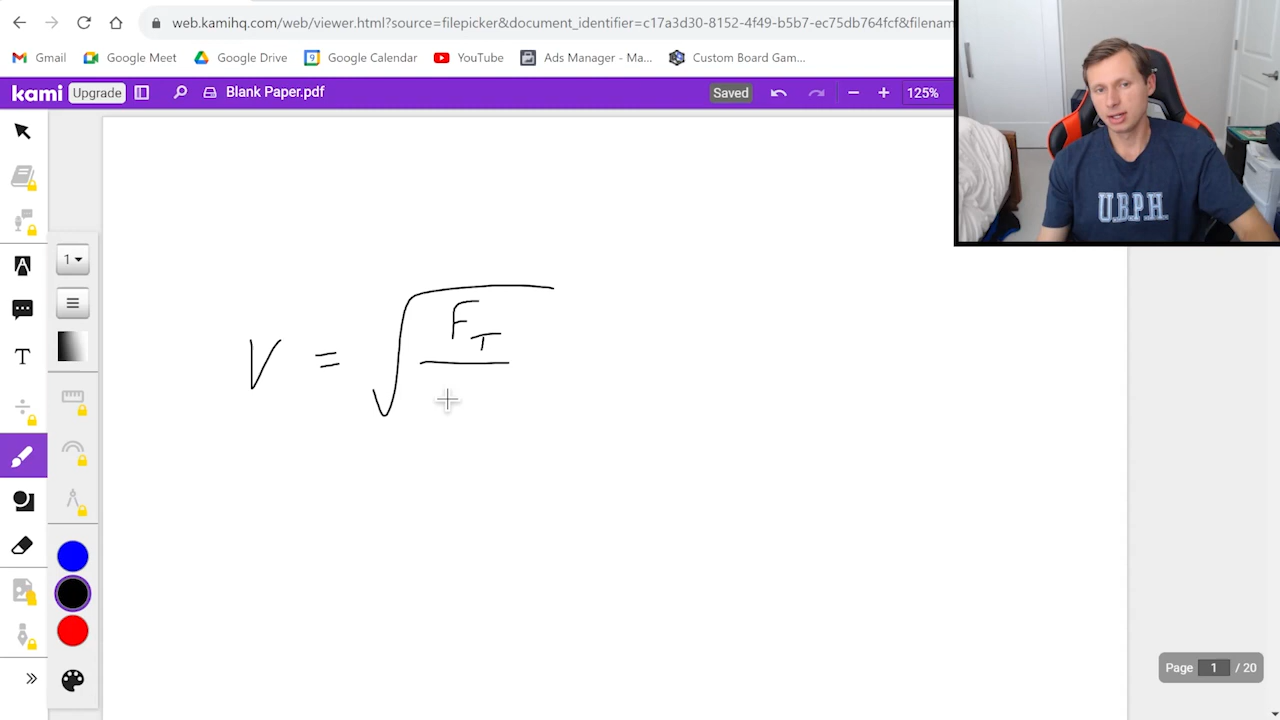 web.kamihq.com/web/viewer.html?source=filepicker&document_identifier=c17a3d30-8152-4f49-b5b7-ec75db764fcf&filenam
Gmail Google Meet Google Drive 9 Google Calendar YouTube Ads Manager - Ma... Custom Board Gam...
kami Upgrade Blank Paper.pdf Saved 125%
UBPH
A
1
T
V = √ F_T
Page 1 / 20